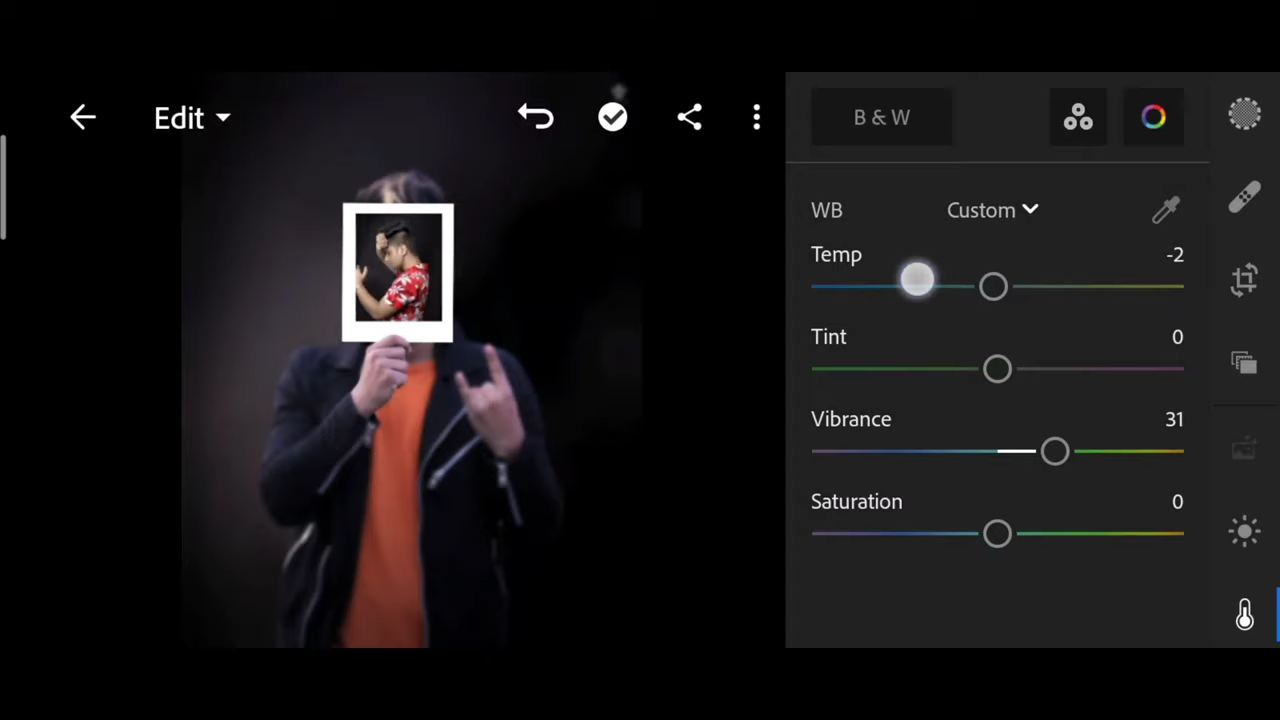 Edit
B & W
WB
Custom
Temp
-2
Tint
0
Vibrance
31
Saturation
0